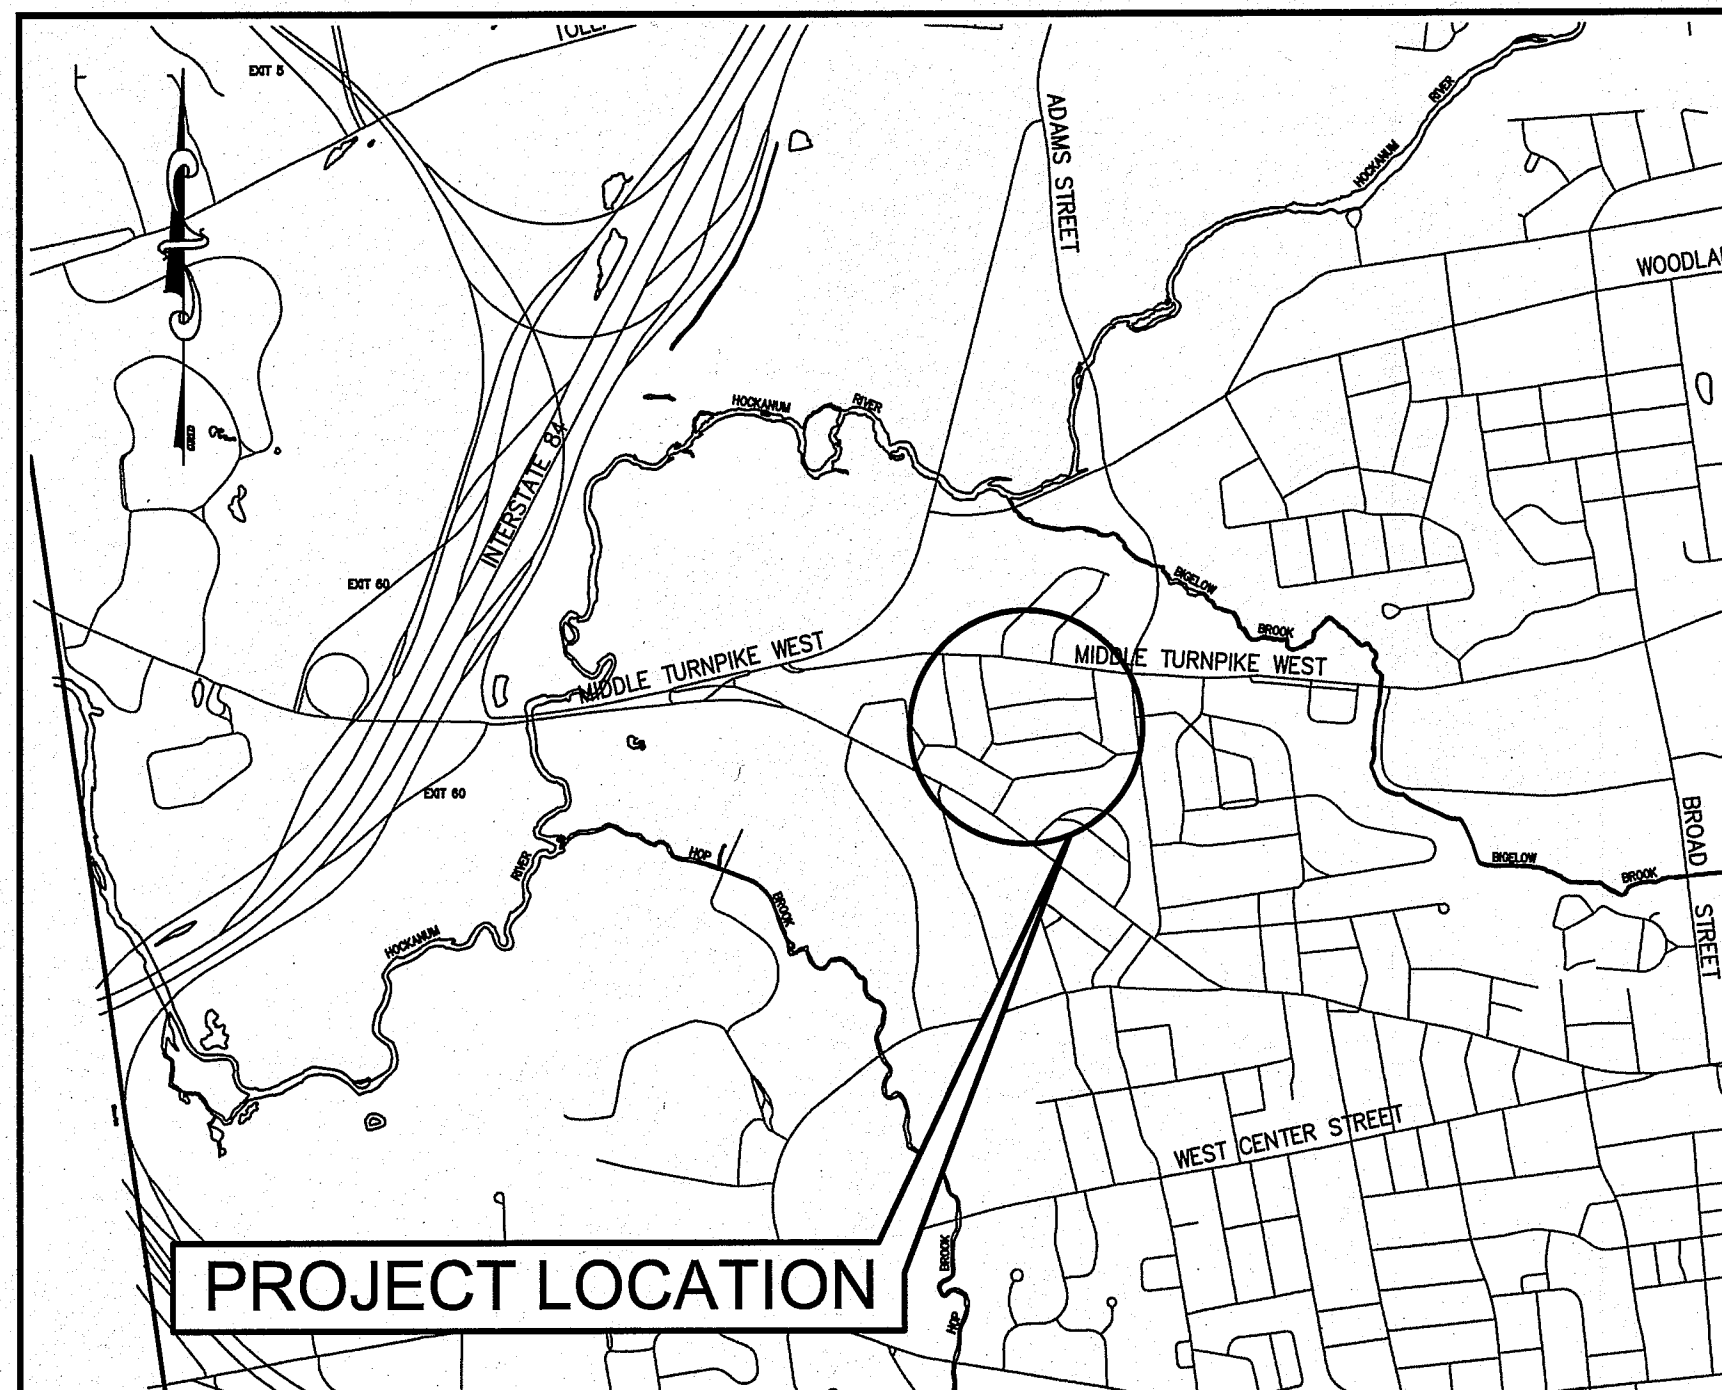 EXIT 5
ADAMS STREET
RIVER
HOCKANUM
HOCKANUM
RIVER
INTERSTATE 84
EXIT 60
MIDDLE TURNPIKE WEST
MIDDLE TURNPIKE WEST
BIGELOW
BROOK
EXIT 60
HOP
BROOK
RIVER
HOCKANUM
BIGELOW
BROOK
BROAD
STREET
WEST CENTER STREET
PROJECT LOCATION
BROOK
HOP
GRID